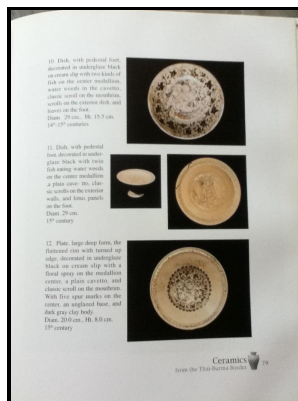 10. Dish, with pedestal foot,
decorated in underglaze black
on cream slip with two kinds of
fish on the center medallion,
water weeds in the cavetto,
classic scroll on the mouthrim,
scrolls on the exterior dish, and
leaves on the foot.
Diam. 29 cm., Ht. 15.5 cm.
14th-15th centuries
11. Dish, with pedestal
foot, decorated in under-
glaze black with twin
fish eating water weeds
on the center medallion
, a plain cavetto, clas-
sic scrolls on the exterior
walls, and lotus panels
on the foot.
Diam. 29 cm.
15th century
12. Plate, large deep form, the
flattened rim with turned up
edge, decorated in underglaze
black on cream slip with a
floral spray on the medallion
center, a plain cavetto, and
classic scroll on the mouthrim.
With five spur marks on the
center, an unglazed base, and
dark gray clay body.
Diam. 20.0 cm., Ht. 8.0 cm.
15th century
Ceramics
from the Thai-Burma Border
79